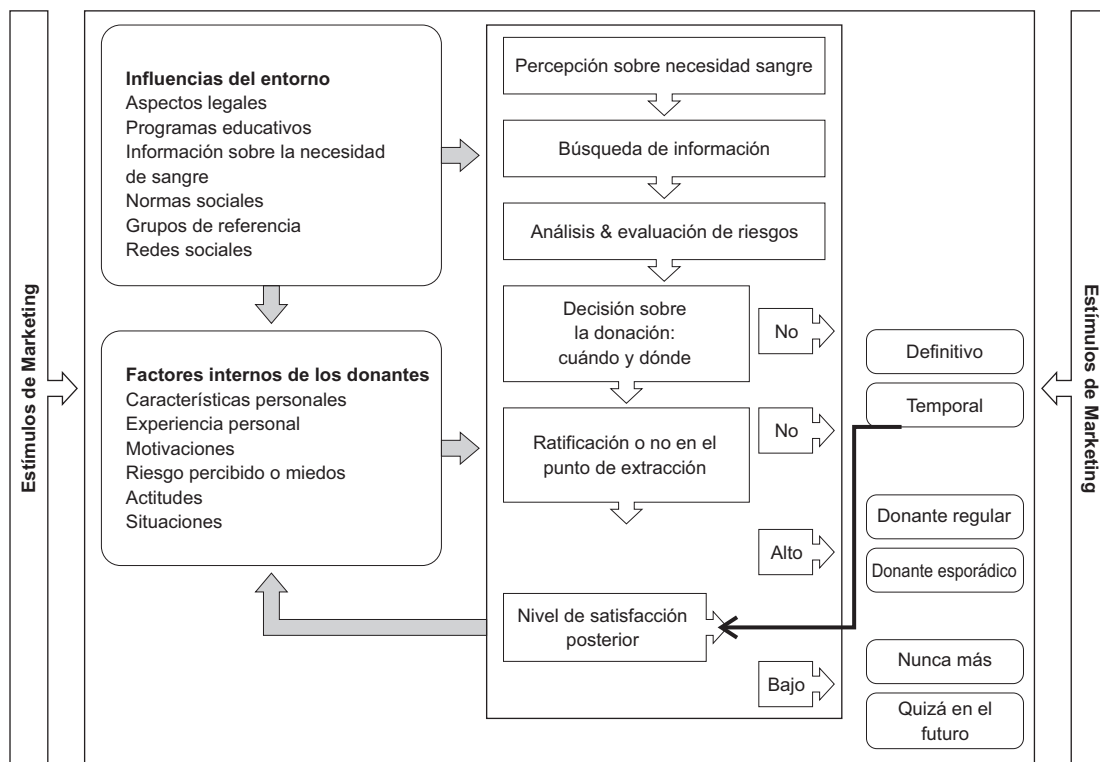 Estímulos de Marketing
Influencias del entorno
Aspectos legales
Programas educativos
Información sobre la necesidad
de sangre
Normas sociales
Grupos de referencia
Redes sociales
Factores internos de los donantes
Características personales
Experiencia personal
Motivaciones
Riesgo percibido o miedos
Actitudes
Situaciones
Percepción sobre necesidad sangre
Búsqueda de información
Análisis & evaluación de riesgos
Decisión sobre
la donación:
cuándo y dónde
No
Ratificación o no en el
punto de extracción
No
Definitivo
Temporal
Nivel de satisfacción
posterior
Alto
Donante regular
Donante esporádico
Bajo
Nunca más
Quizá en el
futuro
Estímulos de Marketing